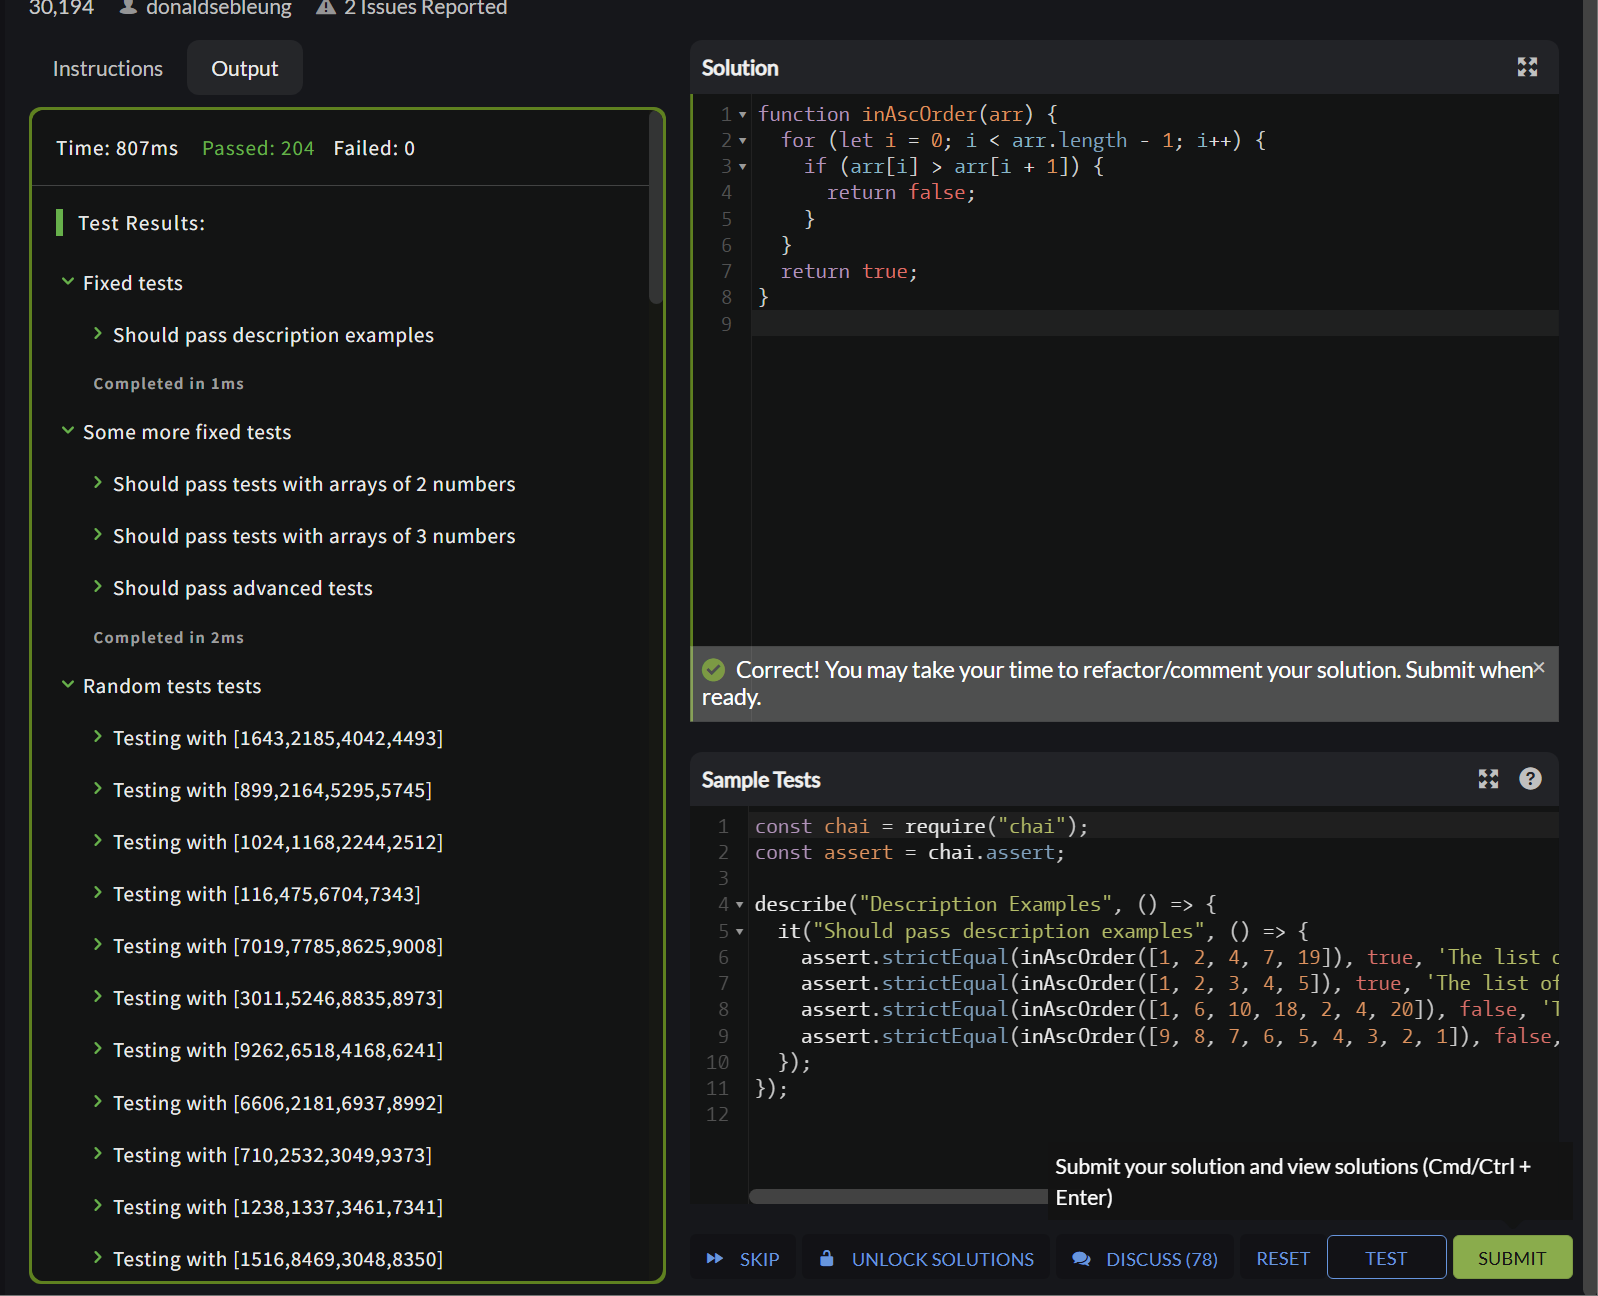 30,194 donaldsebleung 2 Issues Reported
Instructions Output
Time: 807ms Passed: 204 Failed: 0
Test Results:
Fixed tests
Should pass description examples
Completed in 1ms
Some more fixed tests
Should pass tests with arrays of 2 numbers
Should pass tests with arrays of 3 numbers
Should pass advanced tests
Completed in 2ms
Random tests tests
Testing with [1643,2185,4042,4493]
Testing with [899,2164,5295,5745]
Testing with [1024,1168,2244,2512]
Testing with [116,475,6704,7343]
Testing with [7019,7785,8625,9008]
Testing with [3011,5246,8835,8973]
Testing with [9262,6518,4168,6241]
Testing with [6606,2181,6937,8992]
Testing with [710,2532,3049,9373]
Testing with [1238,1337,3461,7341]
Testing with [1516,8469,3048,8350]
Solution
1 function inAscOrder(arr) {
2 for (let i = 0; i < arr.length - 1; i++) {
3 if (arr[i] > arr[i + 1]) {
4 return false;
5 }
6 }
7 return true;
8 }
9
Correct! You may take your time to refactor/comment your solution. Submit when
ready.
Sample Tests
1 const chai = require("chai");
2 const assert = chai.assert;
3
4 describe("Description Examples", () => {
5 it("Should pass description examples", () => {
6 assert.strictEqual(inAscOrder([1, 2, 4, 7, 19]), true, 'The list
7 assert.strictEqual(inAscOrder([1, 2, 3, 4, 5]), true, 'The list of
8 assert.strictEqual(inAscOrder([1, 6, 10, 18, 2, 4, 20]), false, '
9 assert.strictEqual(inAscOrder([9, 8, 7, 6, 5, 4, 3, 2, 1]), false,
10 });
11 });
12
Submit your solution and view solutions (Cmd/Ctrl +
Enter)
SKIP UNLOCK SOLUTIONS DISCUSS (78) RESET TEST SUBMIT